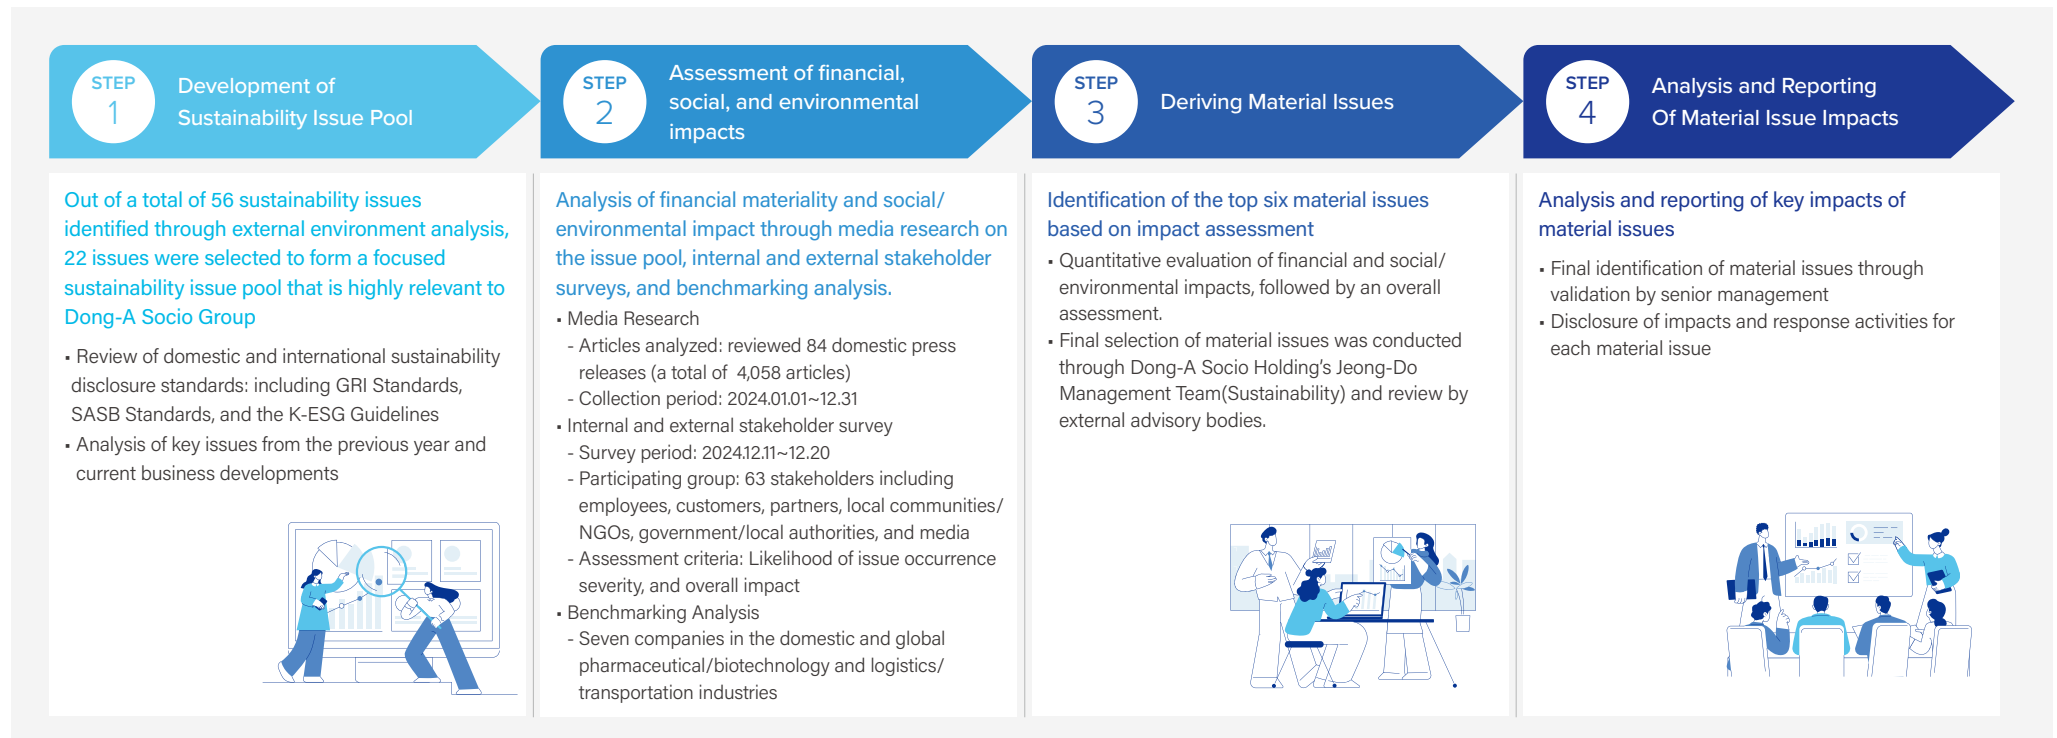 STEP
1
Development of
Sustainability Issue Pool
STEP
2
Assessment of financial,
social, and environmental
impacts
STEP
3
Deriving Material Issues
STEP
4
Analysis and Reporting
Of Material Issue Impacts
Out of a total of 56 sustainability issues
identified through external environment analysis,
22 issues were selected to form a focused
sustainability issue pool that is highly relevant to
Dong-A Socio Group
• Review of domestic and international sustainability
disclosure standards: including GRI Standards,
SASB Standards, and the K-ESG Guidelines
• Analysis of key issues from the previous year and
current business developments
Analysis of financial materiality and social/
environmental impact through media research on
the issue pool, internal and external stakeholder
surveys, and benchmarking analysis.
• Media Research
- Articles analyzed: reviewed 84 domestic press
releases (a total of 4,058 articles)
- Collection period: 2024.01.01~12.31
• Internal and external stakeholder survey
- Survey period: 2024.12.11~12.20
- Participating group: 63 stakeholders including
employees, customers, partners, local communities/
NGOs, government/local authorities, and media
- Assessment criteria: Likelihood of issue occurrence
severity, and overall impact
• Benchmarking Analysis
- Seven companies in the domestic and global
pharmaceutical/biotechnology and logistics/
transportation industries
Identification of the top six material issues
based on impact assessment
• Quantitative evaluation of financial and social/
environmental impacts, followed by an overall
assessment.
• Final selection of material issues was conducted
through Dong-A Socio Holding's Jeong-Do
Management Team(Sustainability) and review by
external advisory bodies.
Analysis and reporting of key impacts of
material issues
• Final identification of material issues through
validation by senior management
• Disclosure of impacts and response activities for
each material issue